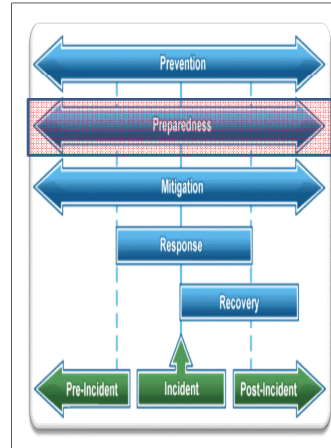 Prevention
Preparedness
Mitigation
Response
Recovery
Pre-Incident Incident Post-Incident